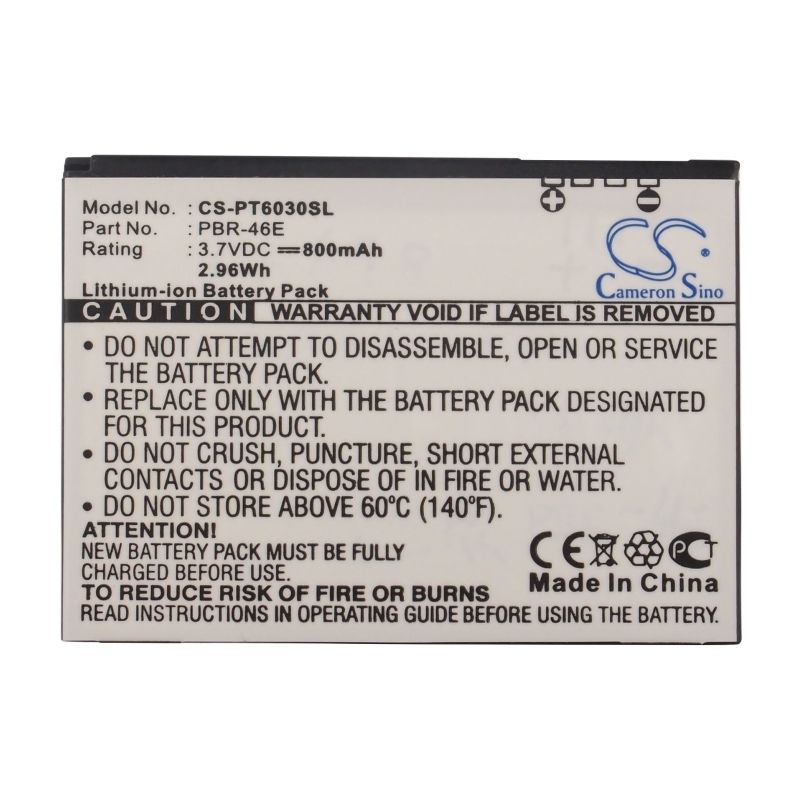 Model No. : CS-PT6030SL
Part No. : PBR-46E
Rating : 3.7VDC 800mAh
2.96Wh
Lithium-ion Battery Pack
CS
Cameron Sino
CAUTION WARRANTY VOID IF LABEL IS REMOVED
• DO NOT ATTEMPT TO DISASSEMBLE, OPEN OR SERVICE
THE BATTERY PACK.
• REPLACE ONLY WITH THE BATTERY PACK DESIGNATED
FOR THIS PRODUCT.
• DO NOT CRUSH, PUNCTURE, SHORT EXTERNAL
CONTACTS OR DISPOSE OF IN FIRE OR WATER.
• DO NOT STORE ABOVE 60°C (140°F).
ATTENTION!
NEW BATTERY PACK MUST BE FULLY
CHARGED BEFORE FIRST USE.
TO REDUCE RISK OF FIRE OR BURNS
READ INSTRUCTIONS IN OPERATING GUIDE BEFORE USE THE BATTERY.
CE PCT
Made In China